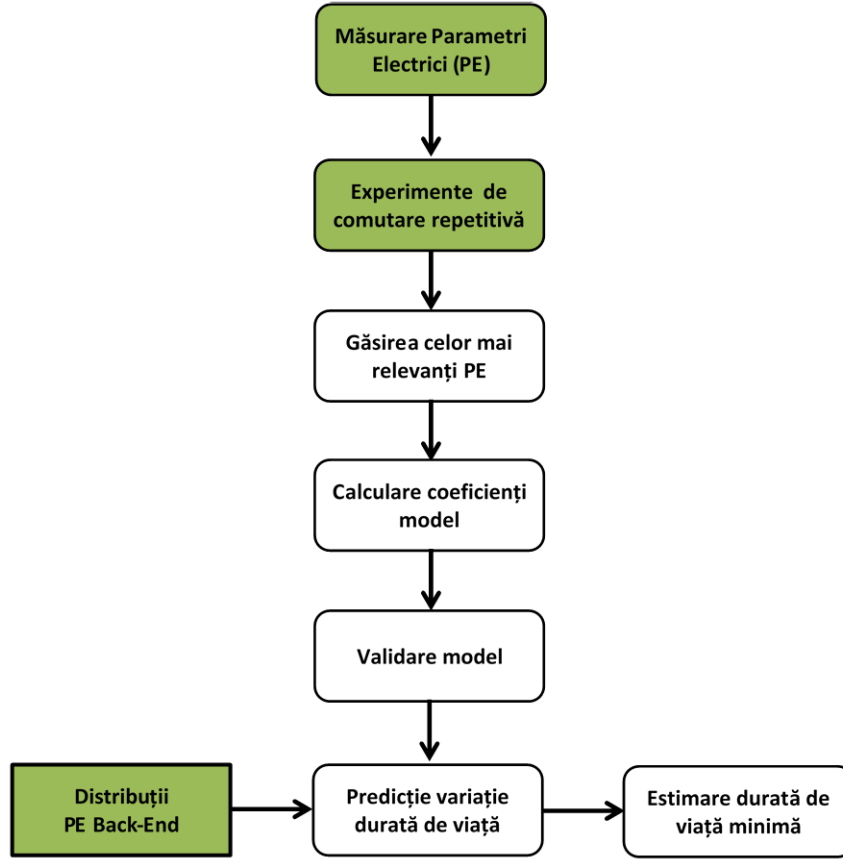 Măsurare Parametri
Electrici (PE)
Experimente de
comutare repetitivă
Găsirea celor mai
relevanți PE
Calculare coeficienți
model
Validare model
Distribuții
PE Back-End
Predicție variație
durată de viață
Estimare durată de
viață minimă